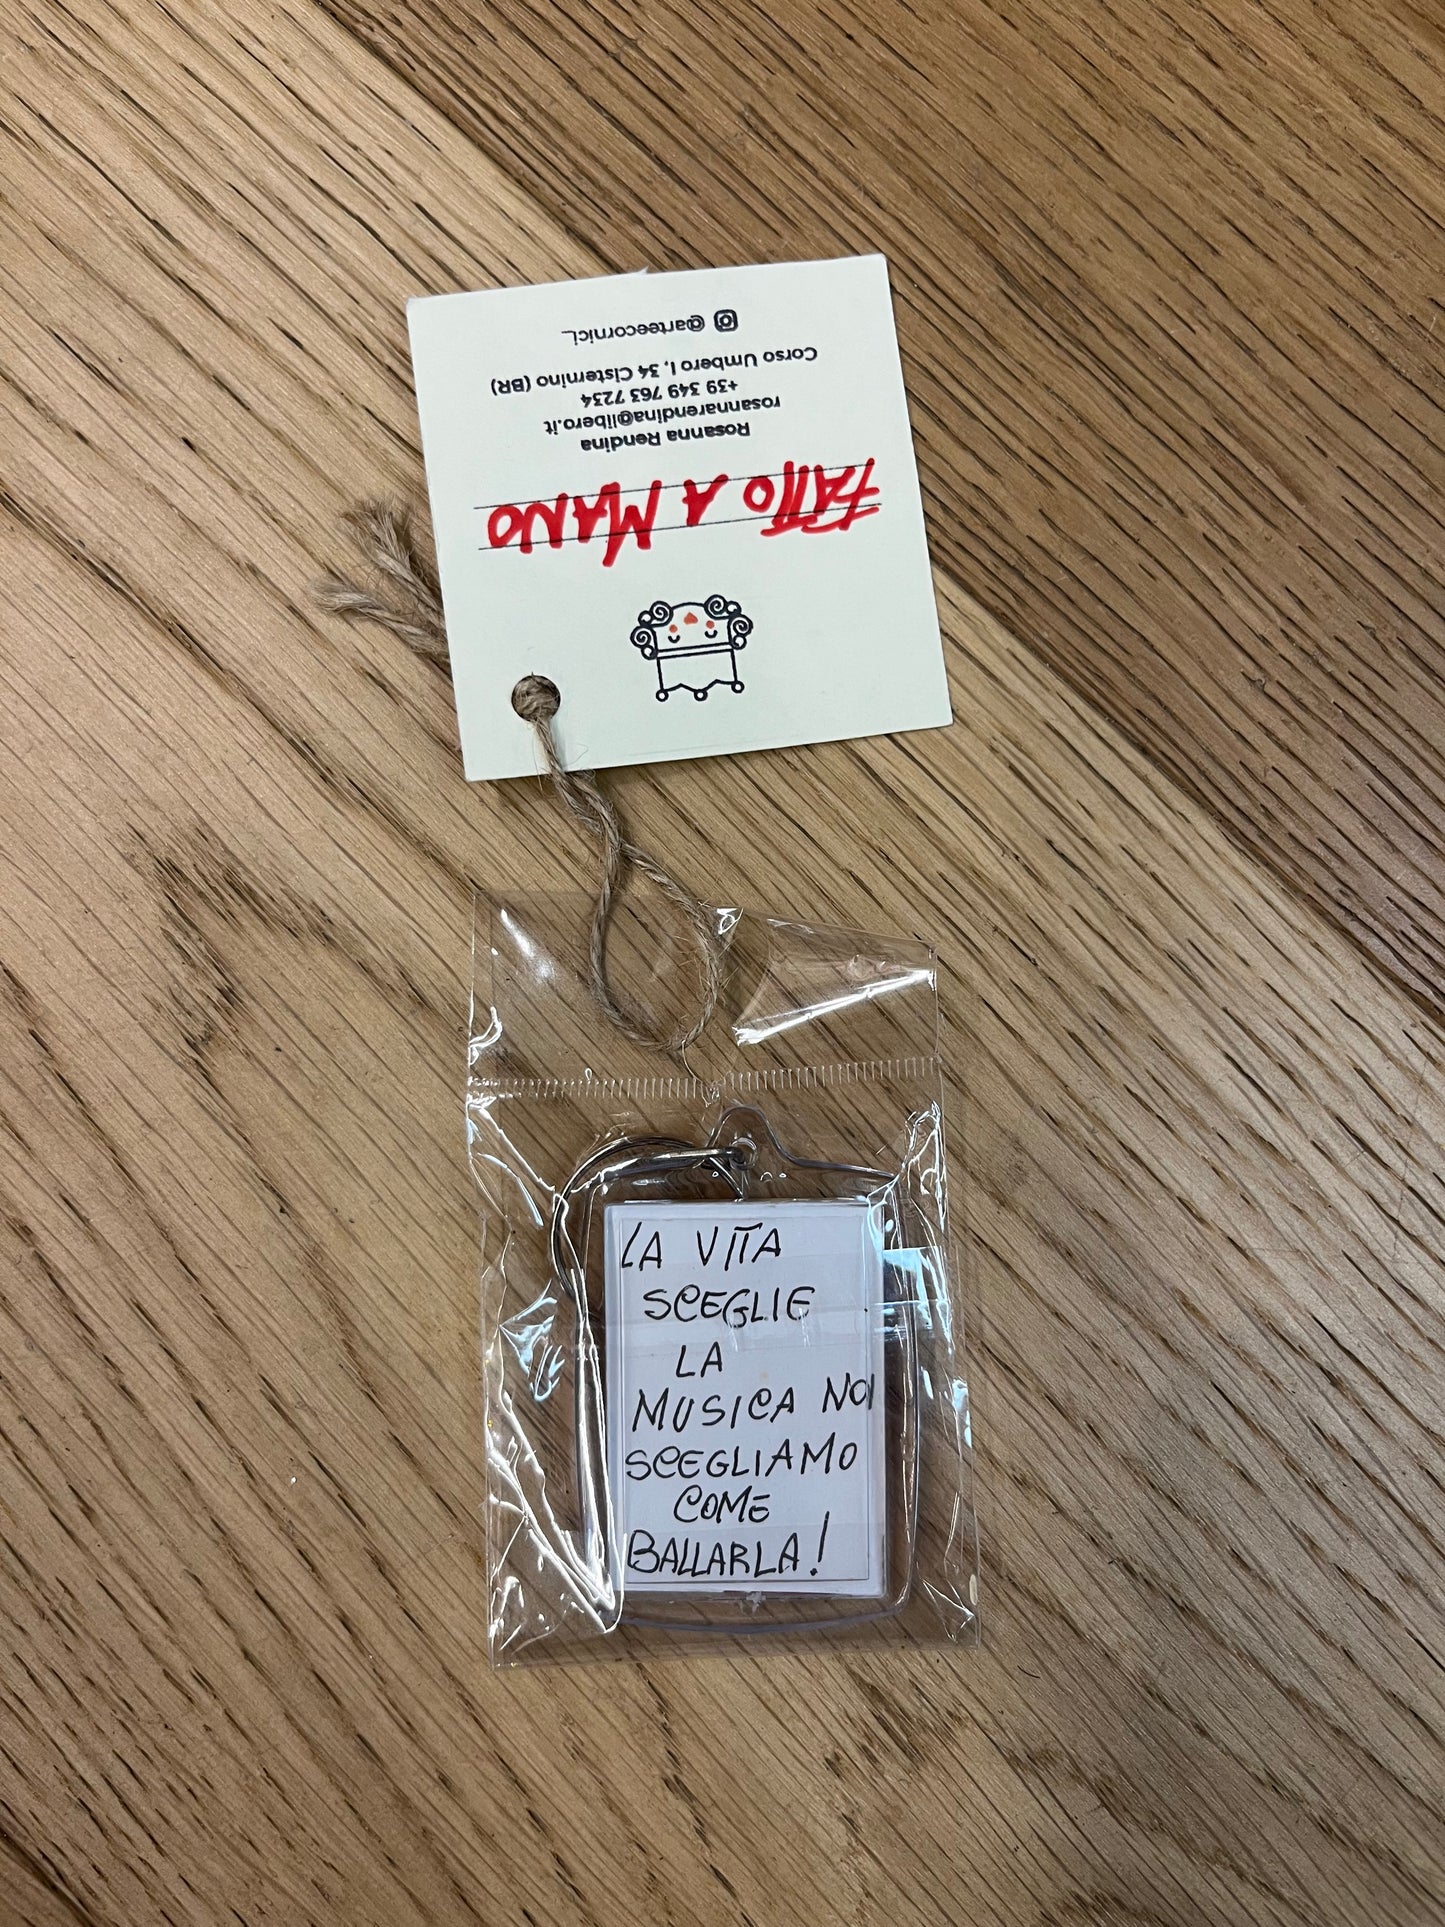 FATTO A MANO
Rosanna Rendina
rosannarendina@libero.it
+39 349 763 7234
Corso Umbero I, 34 Cisternino (BR)
@arteecornici_
LA VITA
SCEGLIE
LA
MUSICA NOI
SCEGLIAMO
COME
BALLARLA!